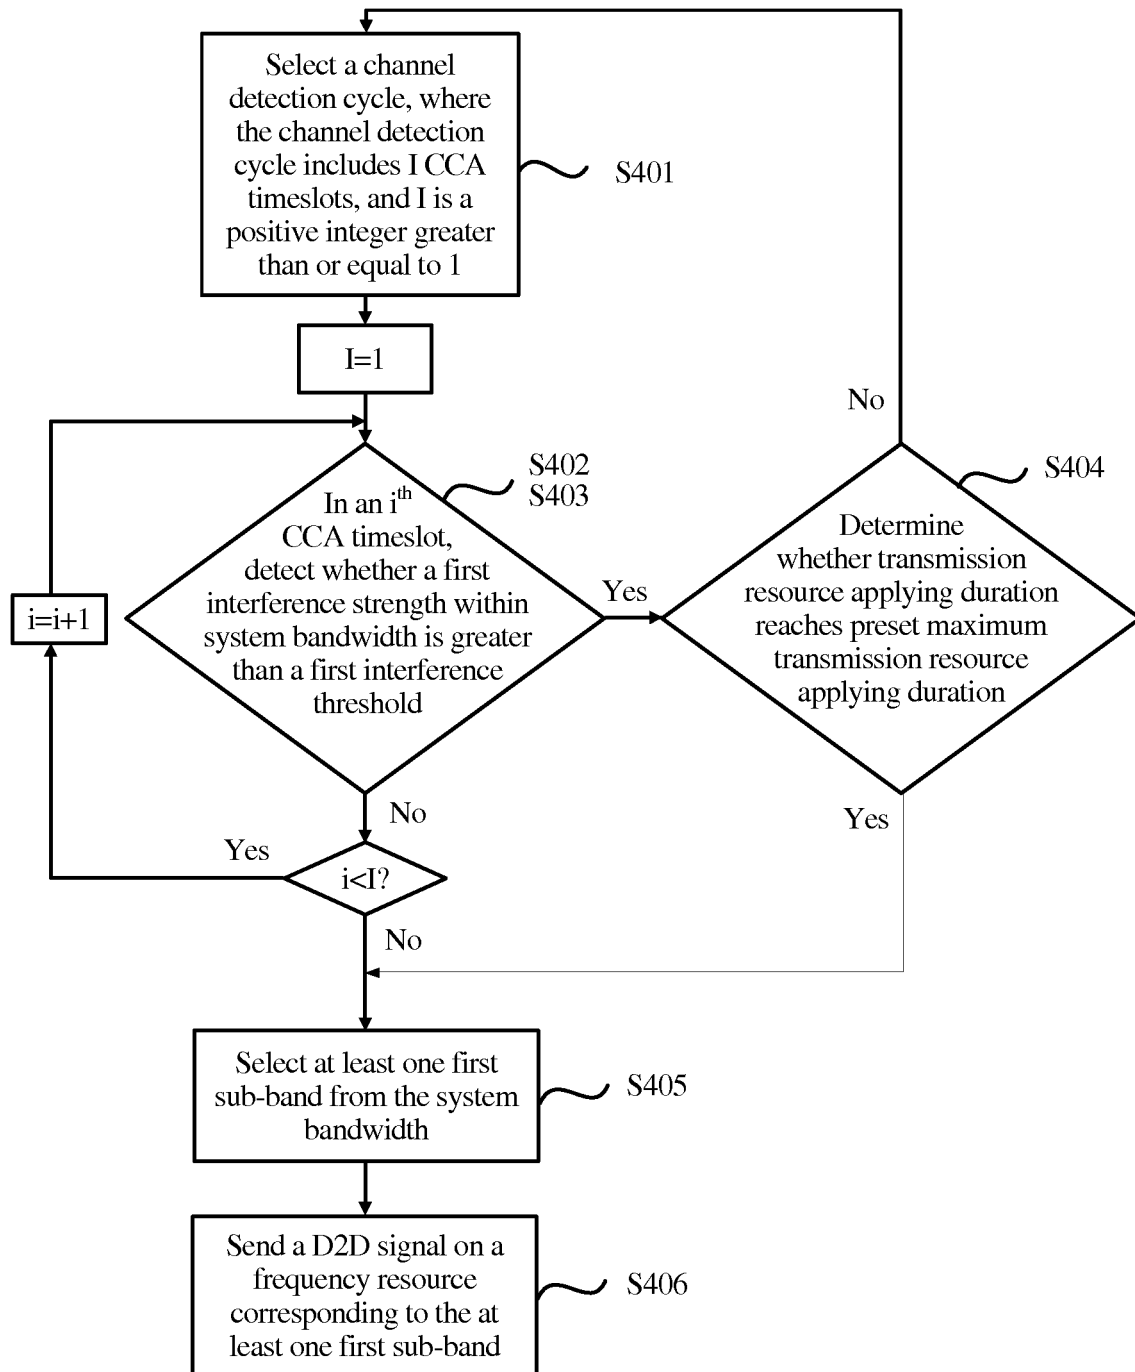 Select a channel
detection cycle, where
the channel detection
cycle includes I CCA
timeslots, and I is a
positive integer greater
than or equal to 1
S401
I=1
No
S402
S403
S404
In an i^th
CCA timeslot,
detect whether a first
interference strength within
system bandwidth is greater
than a first interference
threshold
Yes
Determine
whether transmission
resource applying duration
reaches preset maximum
transmission resource
applying duration
i=i+1
No
Yes
Yes
i<I?
No
Select at least one first
sub-band from the system
bandwidth
S405
Send a D2D signal on a
frequency resource
corresponding to the at
least one first sub-band
S406